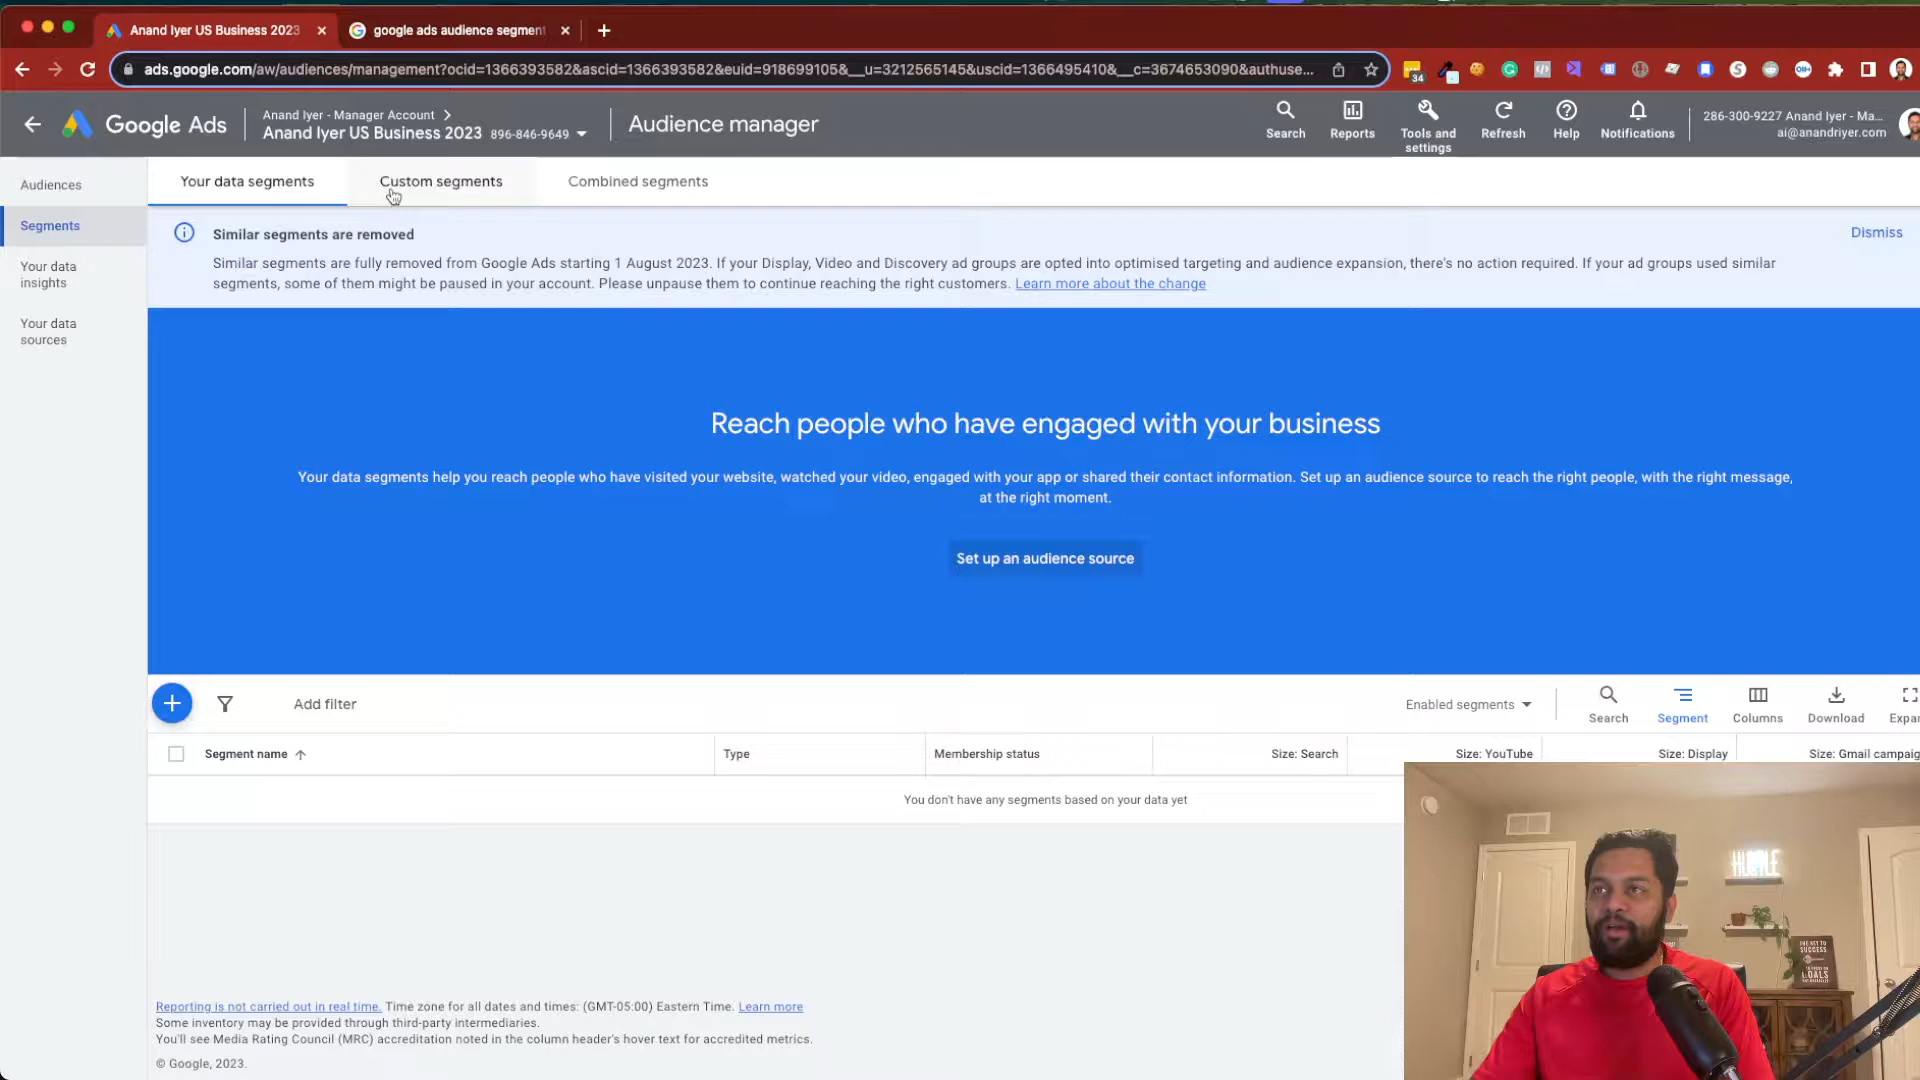 Anand Iyer US Business 2023
google ads audience segment
ads.google.com/aw/audiences/management?ocid=1366393582&ascid=1366393582&euid=918699105&__u=3212565145&uscid=1366495410&__c=3674653090&authuse...
34
Google Ads
Anand Iyer - Manager Account
Anand Iyer US Business 2023 896-846-9649
Audience manager
Search
Reports
Tools and
settings
Refresh
Help
Notifications
286-300-9227 Anand Iyer - Ma...
ai@anandriyer.com
Audiences
Segments
Your data
insights
Your data
sources
Your data segments
Custom segments
Combined segments
Similar segments are removed
Dismiss
Similar segments are fully removed from Google Ads starting 1 August 2023. If your Display, Video and Discovery ad groups are opted into optimised targeting and audience expansion, there's no action required. If your ad groups used similar
segments, some of them might be paused in your account. Please unpause them to continue reaching the right customers. Learn more about the change
Reach people who have engaged with your business
Your data segments help you reach people who have visited your website, watched your video, engaged with your app or shared their contact information. Set up an audience source to reach the right people, with the right message,
at the right moment.
Set up an audience source
Add filter
Enabled segments
Search
Segment
Columns
Download
Expan
Segment name
Type
Membership status
Size: Search
Size: YouTube
Size: Display
Size: Gmail campaig
You don't have any segments based on your data yet
HUSTLE
THE KEY TO
SUCCESS
GOALS
Reporting is not carried out in real time. Time zone for all dates and times: (GMT-05:00) Eastern Time. Learn more
Some inventory may be provided through third-party intermediaries.
You'll see Media Rating Council (MRC) accreditation noted in the column header's hover text for accredited metrics.
© Google, 2023.